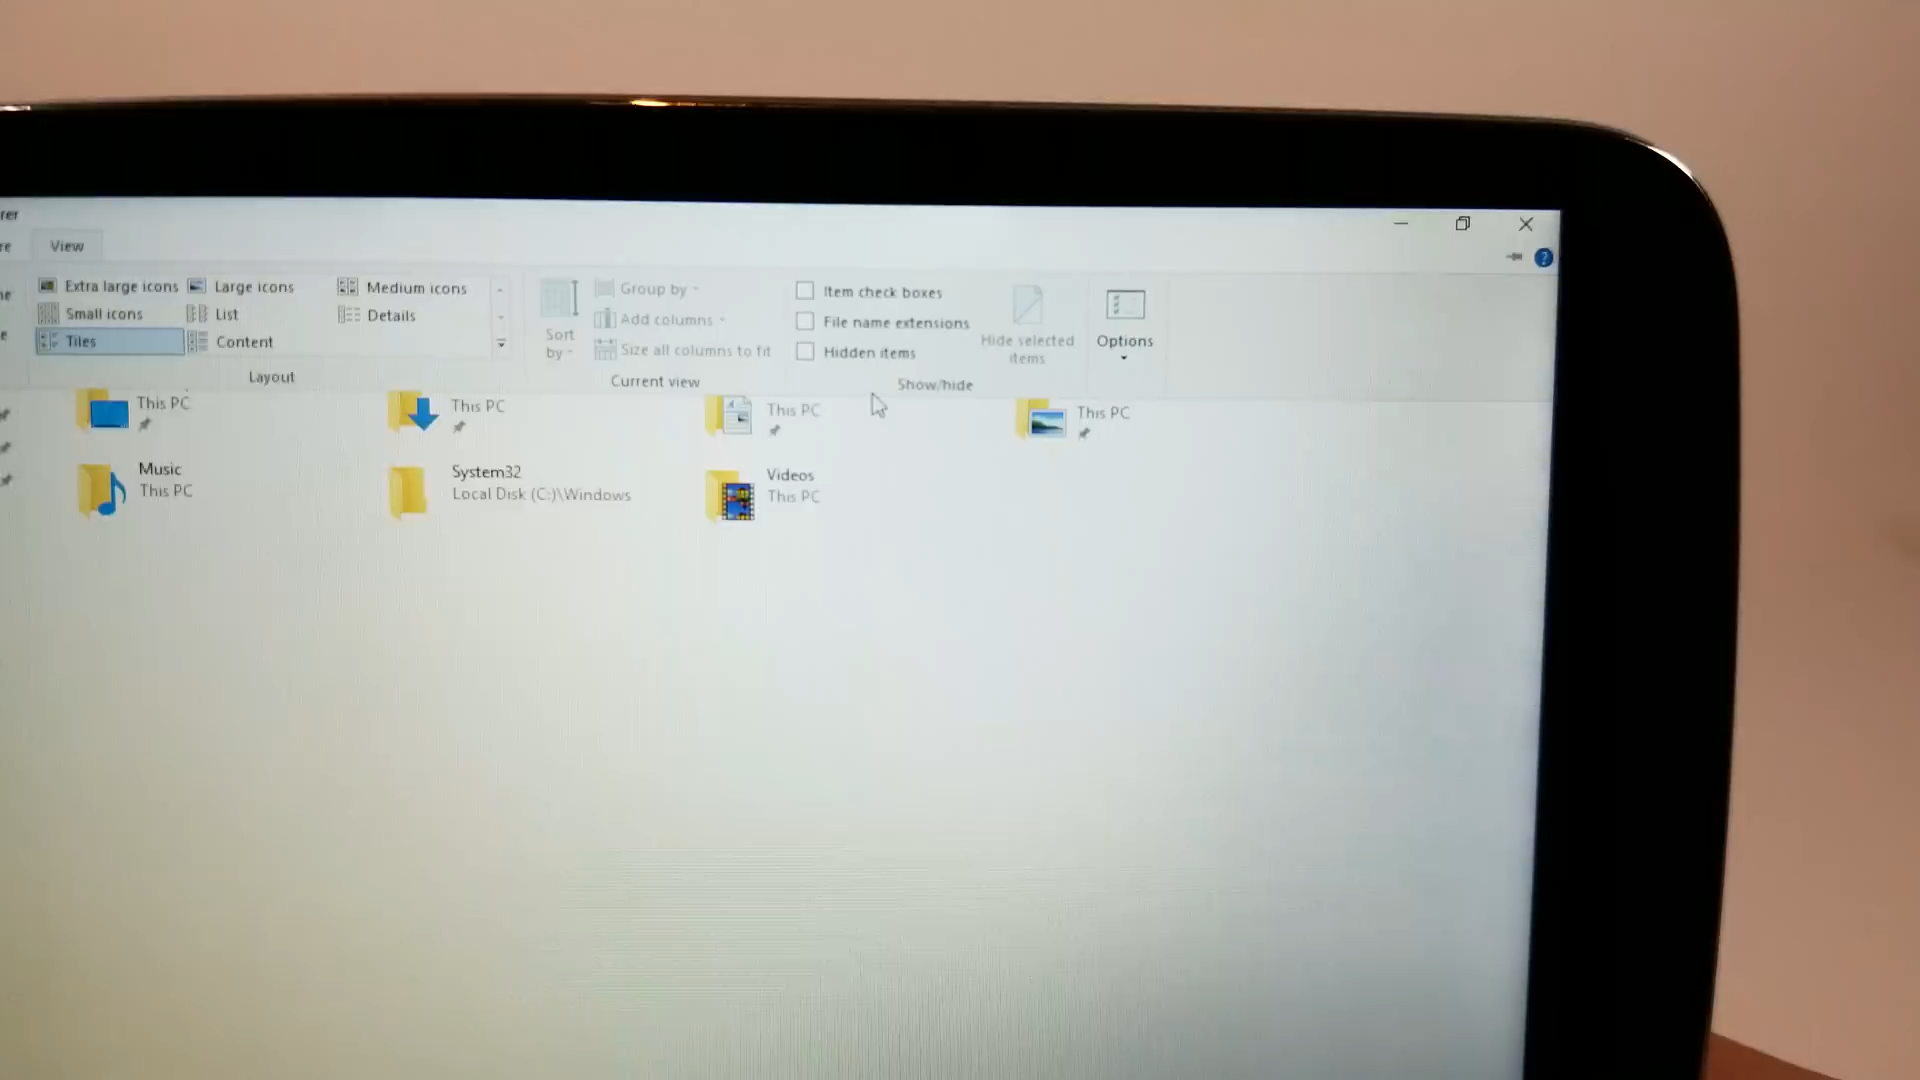 rer
re
View
Extra large icons
Large icons
Medium icons
Small icons
List
Details
Tiles
Content
Layout
Sort
by
Group by
Add columns
Size all columns to fit
Current view
Item check boxes
File name extensions
Hidden items
Hide selected
items
Show/hide
Options
?
ne
e
This PC
This PC
This PC
This PC
Music
This PC
System32
Local Disk (C:)\Windows
Videos
This PC